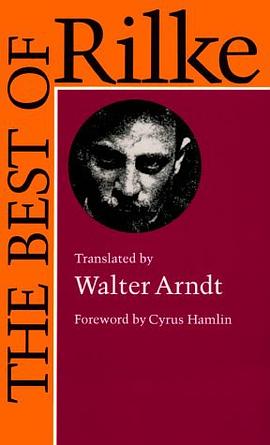 THE BEST OF
Rilke
Translated by
Walter Arndt
Foreword by Cyrus Hamlin